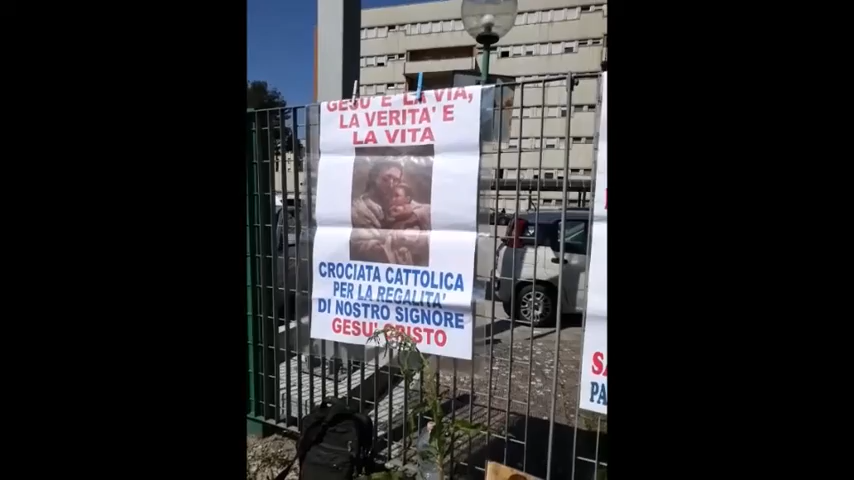 GESU' E' LA VIA,
LA VERITA' E
LA VITA
CROCIATA CATTOLICA
PER LA REGALITA'
DI NOSTRO SIGNORE
GESU' CRISTO